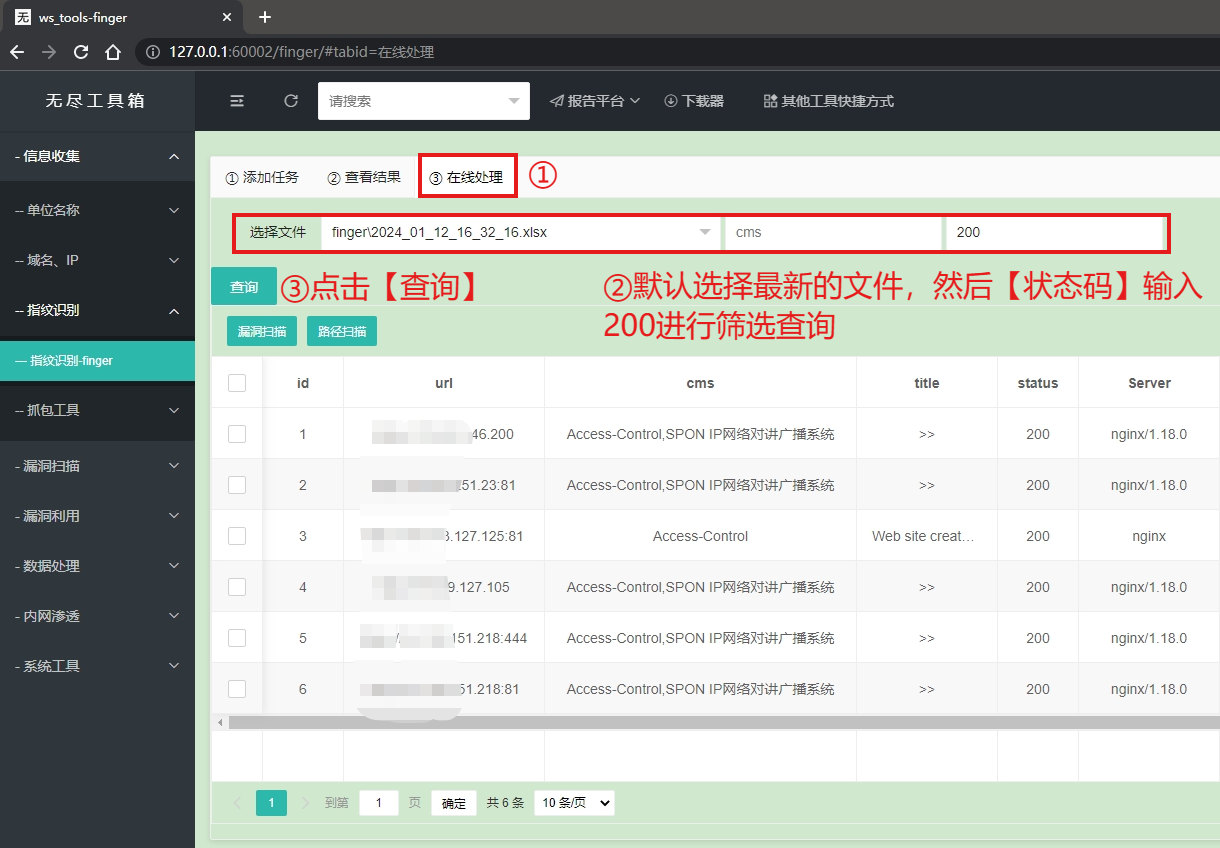 无 ws_tools-finger
127.0.0.1:60002/finger/#tabid=在线处理
无尽工具箱
请搜索 报告平台 下载器 其他工具快捷方式
- 信息收集
-- 单位名称
-- 域名、IP
-- 指纹识别
--- 指纹识别-finger
-- 抓包工具
- 漏洞扫描
- 漏洞利用
- 数据处理
- 内网渗透
- 系统工具
① 添加任务 ② 查看结果 ③ 在线处理 ①
选择文件 finger\2024_01_12_16_32_16.xlsx cms 200
查询 ③点击【查询】
②默认选择最新的文件，然后【状态码】输入
200进行筛选查询
漏洞扫描 路径扫描
id url cms title status Server
1 46.200 Access-Control,SPON IP网络对讲广播系统 >> 200 nginx/1.18.0
2 51.23:81 Access-Control,SPON IP网络对讲广播系统 >> 200 nginx/1.18.0
3 .127.125:81 Access-Control Web site creat... 200 nginx
4 9.127.105 Access-Control,SPON IP网络对讲广播系统 >> 200 nginx/1.18.0
5 151.218:444 Access-Control,SPON IP网络对讲广播系统 >> 200 nginx/1.18.0
6 51.218:81 Access-Control,SPON IP网络对讲广播系统 >> 200 nginx/1.18.0
1 到第 1 页 确定 共 6 条 10 条/页